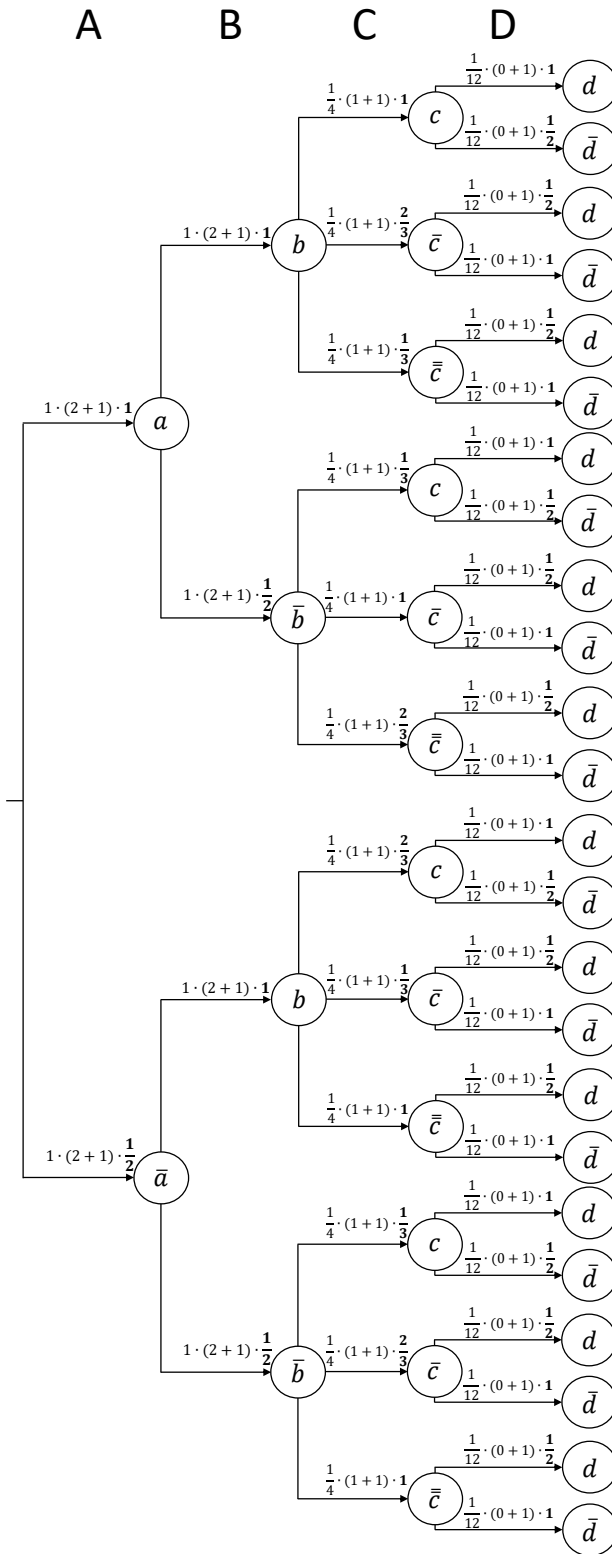 A B C D
1/12 · (0 + 1) · 1 d
1/4 · (1 + 1) · 1 c
1/12 · (0 + 1) · 1/2 d̄
1/12 · (0 + 1) · 1/2 d
1 · (2 + 1) · 1 b 1/4 · (1 + 1) · 2/3 c̄
1/12 · (0 + 1) · 1 d̄
1/12 · (0 + 1) · 1/2 d
1/4 · (1 + 1) · 1/3 c̿
1/12 · (0 + 1) · 1 d̄
1 · (2 + 1) · 1 a
1/12 · (0 + 1) · 1 d
1/4 · (1 + 1) · 1/3 c
1/12 · (0 + 1) · 1/2 d̄
1/12 · (0 + 1) · 1/2 d
1 · (2 + 1) · 1/2 b̄ 1/4 · (1 + 1) · 1 c̄
1/12 · (0 + 1) · 1 d̄
1/12 · (0 + 1) · 1/2 d
1/4 · (1 + 1) · 2/3 c̿
1/12 · (0 + 1) · 1 d̄
1/12 · (0 + 1) · 1 d
1/4 · (1 + 1) · 2/3 c
1/12 · (0 + 1) · 1/2 d̄
1/12 · (0 + 1) · 1/2 d
1 · (2 + 1) · 1 b 1/4 · (1 + 1) · 1/3 c̄
1/12 · (0 + 1) · 1 d̄
1/12 · (0 + 1) · 1/2 d
1/4 · (1 + 1) · 1 c̿
1/12 · (0 + 1) · 1 d̄
1 · (2 + 1) · 1/2 ā
1/12 · (0 + 1) · 1 d
1/4 · (1 + 1) · 1/3 c
1/12 · (0 + 1) · 1/2 d̄
1/12 · (0 + 1) · 1/2 d
1 · (2 + 1) · 1/2 b̄ 1/4 · (1 + 1) · 2/3 c̄
1/12 · (0 + 1) · 1 d̄
1/12 · (0 + 1) · 1/2 d
1/4 · (1 + 1) · 1 c̿
1/12 · (0 + 1) · 1 d̄